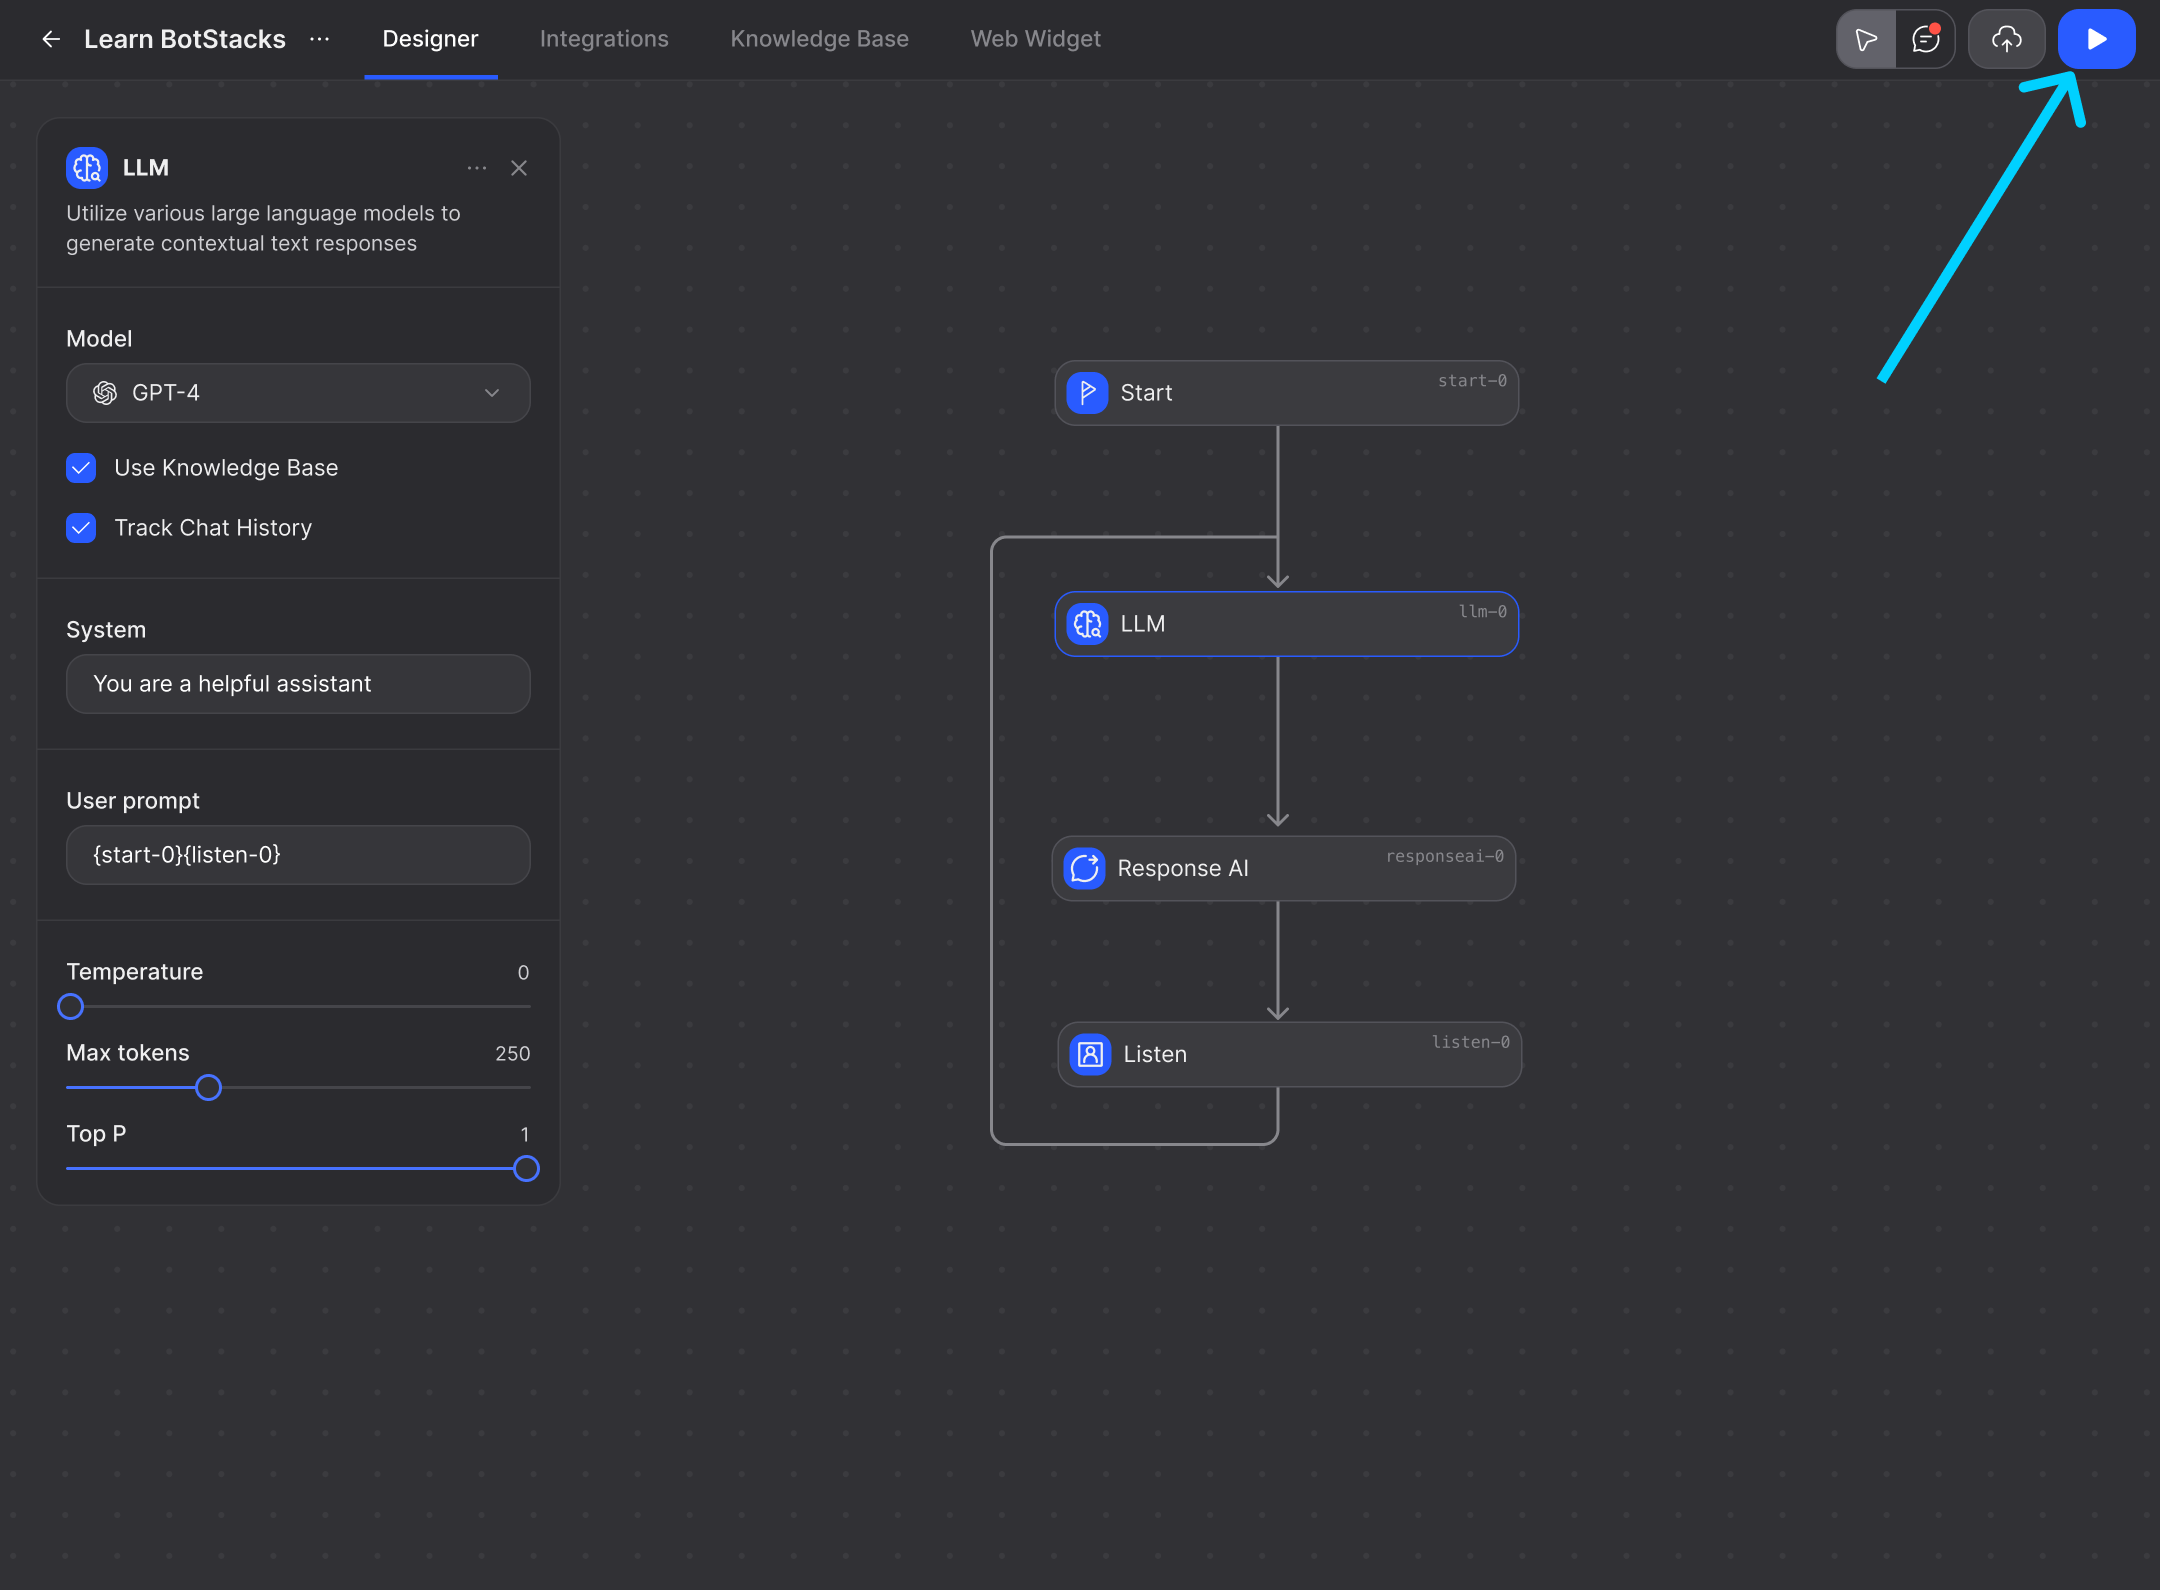 Learn BotStacks
Designer
Integrations
Knowledge Base
Web Widget
LLM
Utilize various large language models to
generate contextual text responses
Model
GPT-4
Use Knowledge Base
Track Chat History
System
You are a helpful assistant
User prompt
{start-0}{listen-0}
Temperature 0
Max tokens 250
Top P 1
Start start-0
LLM llm-0
Response AI responseai-0
Listen listen-0